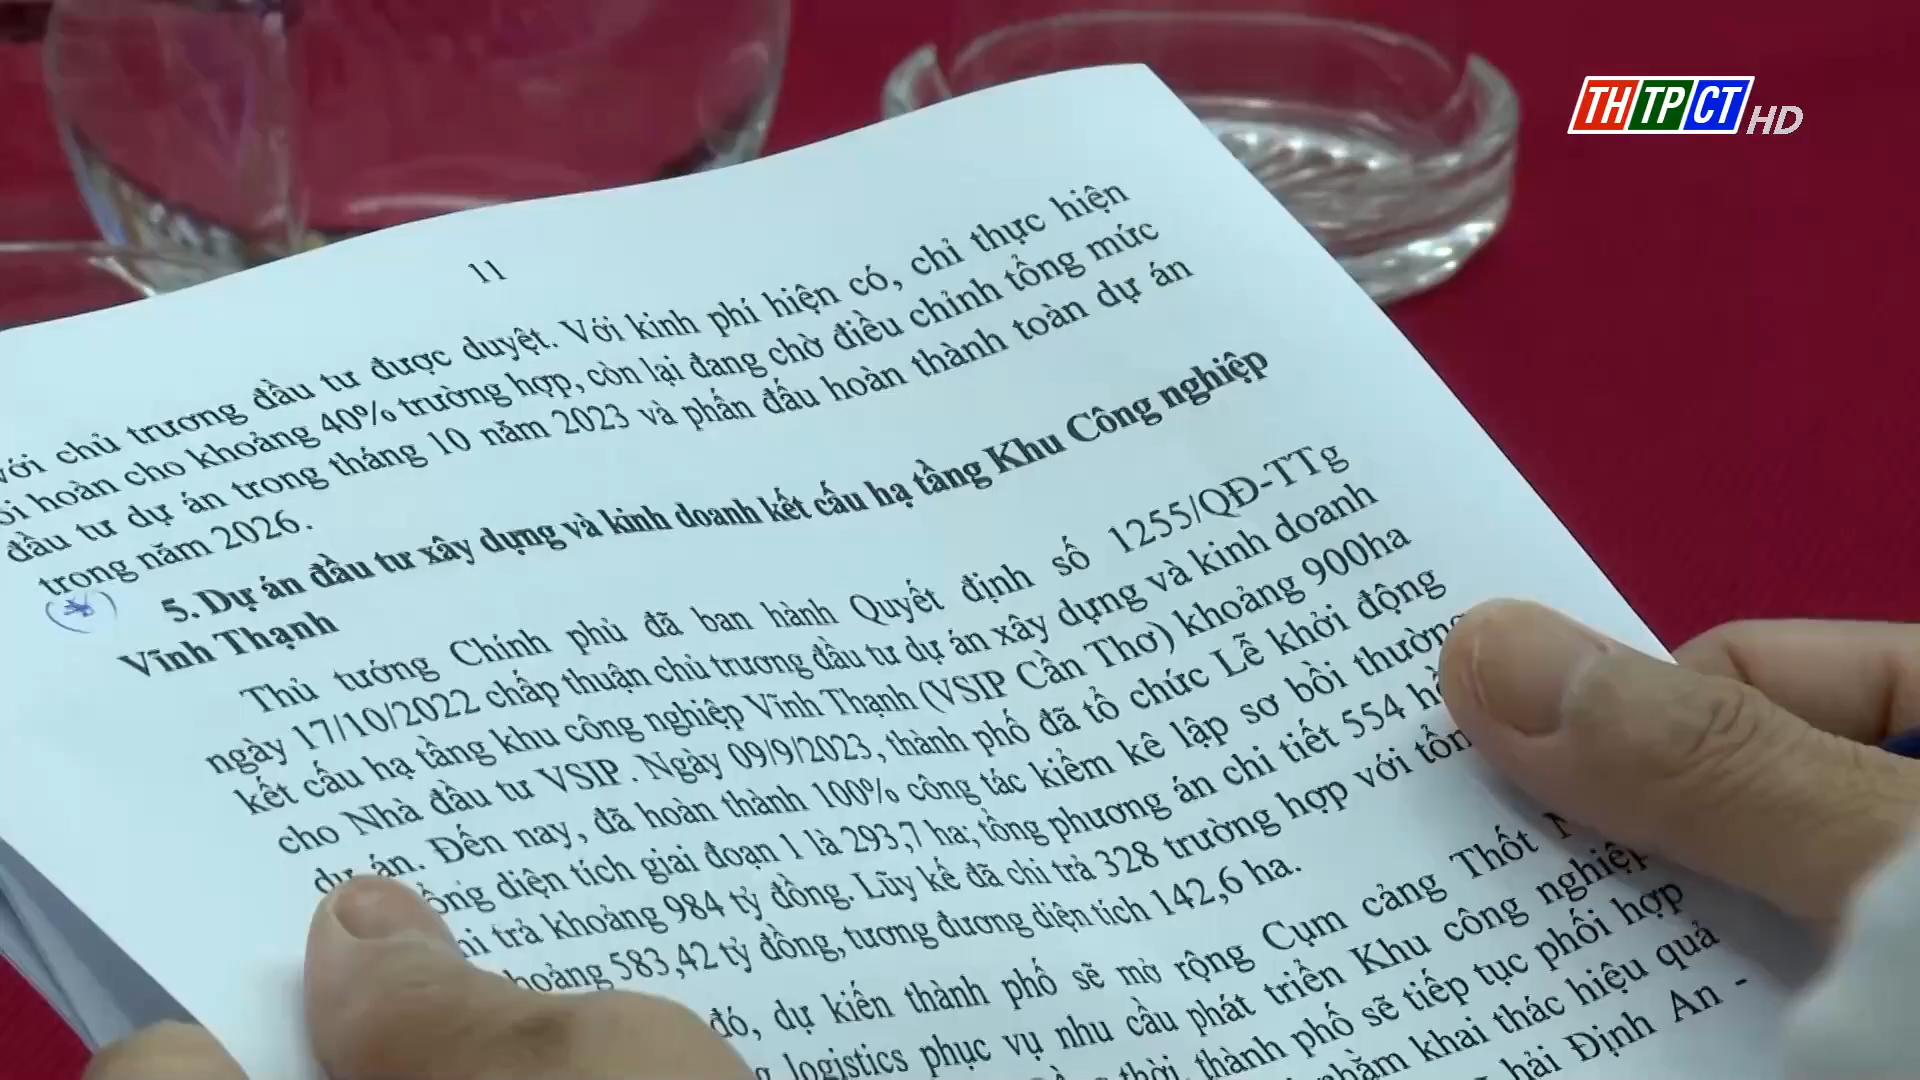 THTPCT HD
11
với chủ trương đầu tư được duyệt. Với kinh phí hiện có, chỉ thực hiện
hoàn cho khoảng 40% trường hợp, còn lại đang chờ điều chỉnh tổng mức
đầu tư dự án trong tháng 10 năm 2023 và phấn đấu hoàn thành toàn dự án
trong năm 2026.
(*) 5. Dự án đầu tư xây dựng và kinh doanh kết cấu hạ tầng Khu Công nghiệp
Vĩnh Thạnh
Thủ tướng Chính phủ đã ban hành Quyết định số 1255/QĐ-TTg
ngày 17/10/2022 chấp thuận chủ trương đầu tư dự án xây dựng và kinh doanh
kết cấu hạ tầng khu công nghiệp Vĩnh Thạnh (VSIP Cần Thơ) khoảng 900ha
cho Nhà đầu tư VSIP . Ngày 09/9/2023, thành phố đã tổ chức Lễ khởi động
dự án. Đến nay, đã hoàn thành 100% công tác kiểm kê lập sơ bồi thường
diện tích giai đoạn 1 là 293,7 ha; tổng phương án chi tiết 554
trả khoảng 984 tỷ đồng. Lũy kế đã chi trả 328 trường hợp với
583,42 tỷ đồng, tương đương diện tích 142,6 ha.
đó, dự kiến thành phố sẽ mở rộng Cụm cảng Thốt
logistics phục vụ nhu cầu phát triển Khu công nghiệp
thời, thành phố sẽ tiếp tục phối hợp
nhằm khai thác hiệu quả
hải Định An -